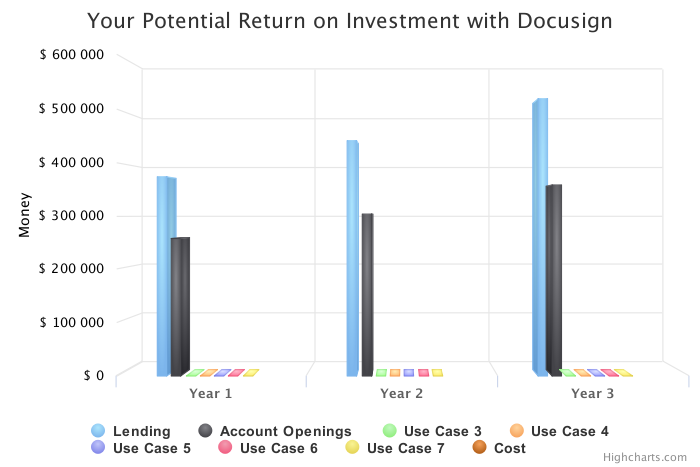 Your Potential Return on Investment with Docusign
$ 600 000
$ 500 000
$ 400 000
$ 300 000
$ 200 000
$ 100 000
$ 0
Money
Year 1 Year 2 Year 3
Lending Account Openings Use Case 3 Use Case 4
Use Case 5 Use Case 6 Use Case 7 Cost
Highcharts.com